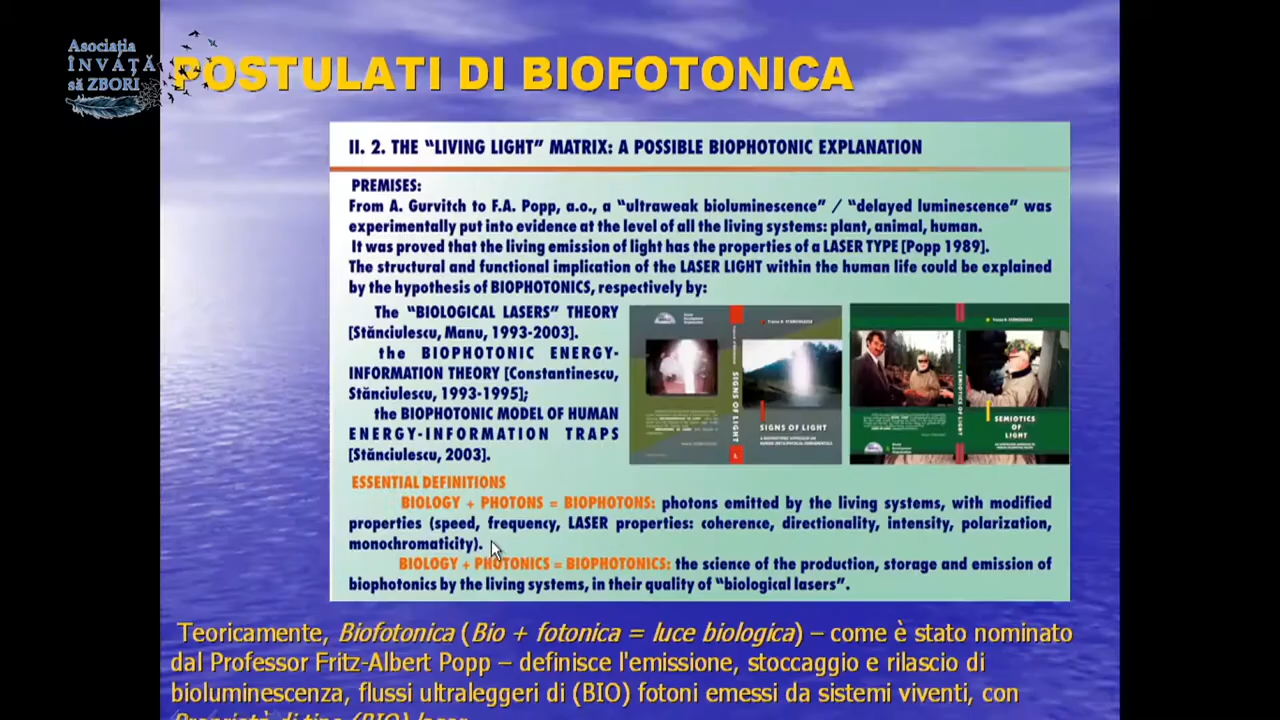 Asociația
ÎNVAȚĂ
să ZBORI
POSTULATI DI BIOFOTONICA
II. 2. THE “LIVING LIGHT” MATRIX: A POSSIBLE BIOPHOTONIC EXPLANATION
PREMISES:
From A. Gurvitch to F.A. Popp, a.o., a “ultraweak bioluminescence” / “delayed luminescence” was
experimentally put into evidence at the level of all the living systems: plant, animal, human.
It was proved that the living emission of light has the properties of a LASER TYPE [Popp 1989].
The structural and functional implication of the LASER LIGHT within the human life could be explained
by the hypothesis of BIOPHOTONICS, respectively by:
The “BIOLOGICAL LASERS” THEORY
[Stănciulescu, Manu, 1993-2003].
the BIOPHOTONIC ENERGY-
INFORMATION THEORY [Constantinescu,
Stănciulescu, 1993-1995];
the BIOPHOTONIC MODEL OF HUMAN
ENERGY-INFORMATION TRAPS
[Stănciulescu, 2003].
SIGNS OF LIGHT
SIGNS OF LIGHT
SEMIOTICS OF LIGHT
SEMIOTICS
OF
LIGHT
ESSENTIAL DEFINITIONS
BIOLOGY + PHOTONS = BIOPHOTONS: photons emitted by the living systems, with modified
properties (speed, frequency, LASER properties: coherence, directionality, intensity, polarization,
monochromaticity).
BIOLOGY + PHOTONICS = BIOPHOTONICS: the science of the production, storage and emission of
biophotonics by the living systems, in their quality of “biological lasers”.
Teoricamente, Biofotonica (Bio + fotonica = luce biologica) – come è stato nominato
dal Professor Fritz-Albert Popp – definisce l'emissione, stoccaggio e rilascio di
bioluminescenza, flussi ultraleggeri di (BIO) fotoni emessi da sistemi viventi, con
Proprietà di tipo (BIO) laser